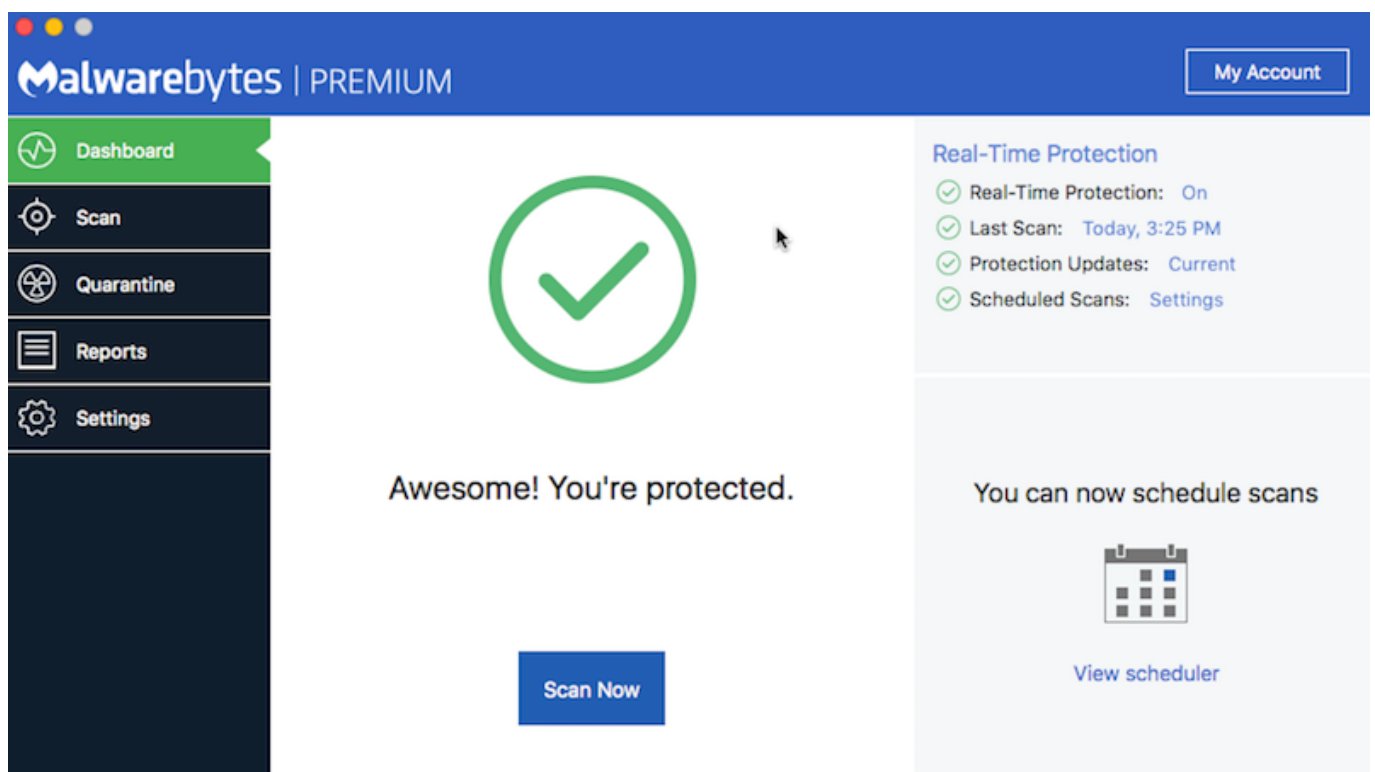 Malwarebytes | PREMIUM
My Account
Dashboard
Scan
Quarantine
Reports
Settings
Awesome! You're protected.
Scan Now
Real-Time Protection
Real-Time Protection: On
Last Scan: Today, 3:25 PM
Protection Updates: Current
Scheduled Scans: Settings
You can now schedule scans
View scheduler